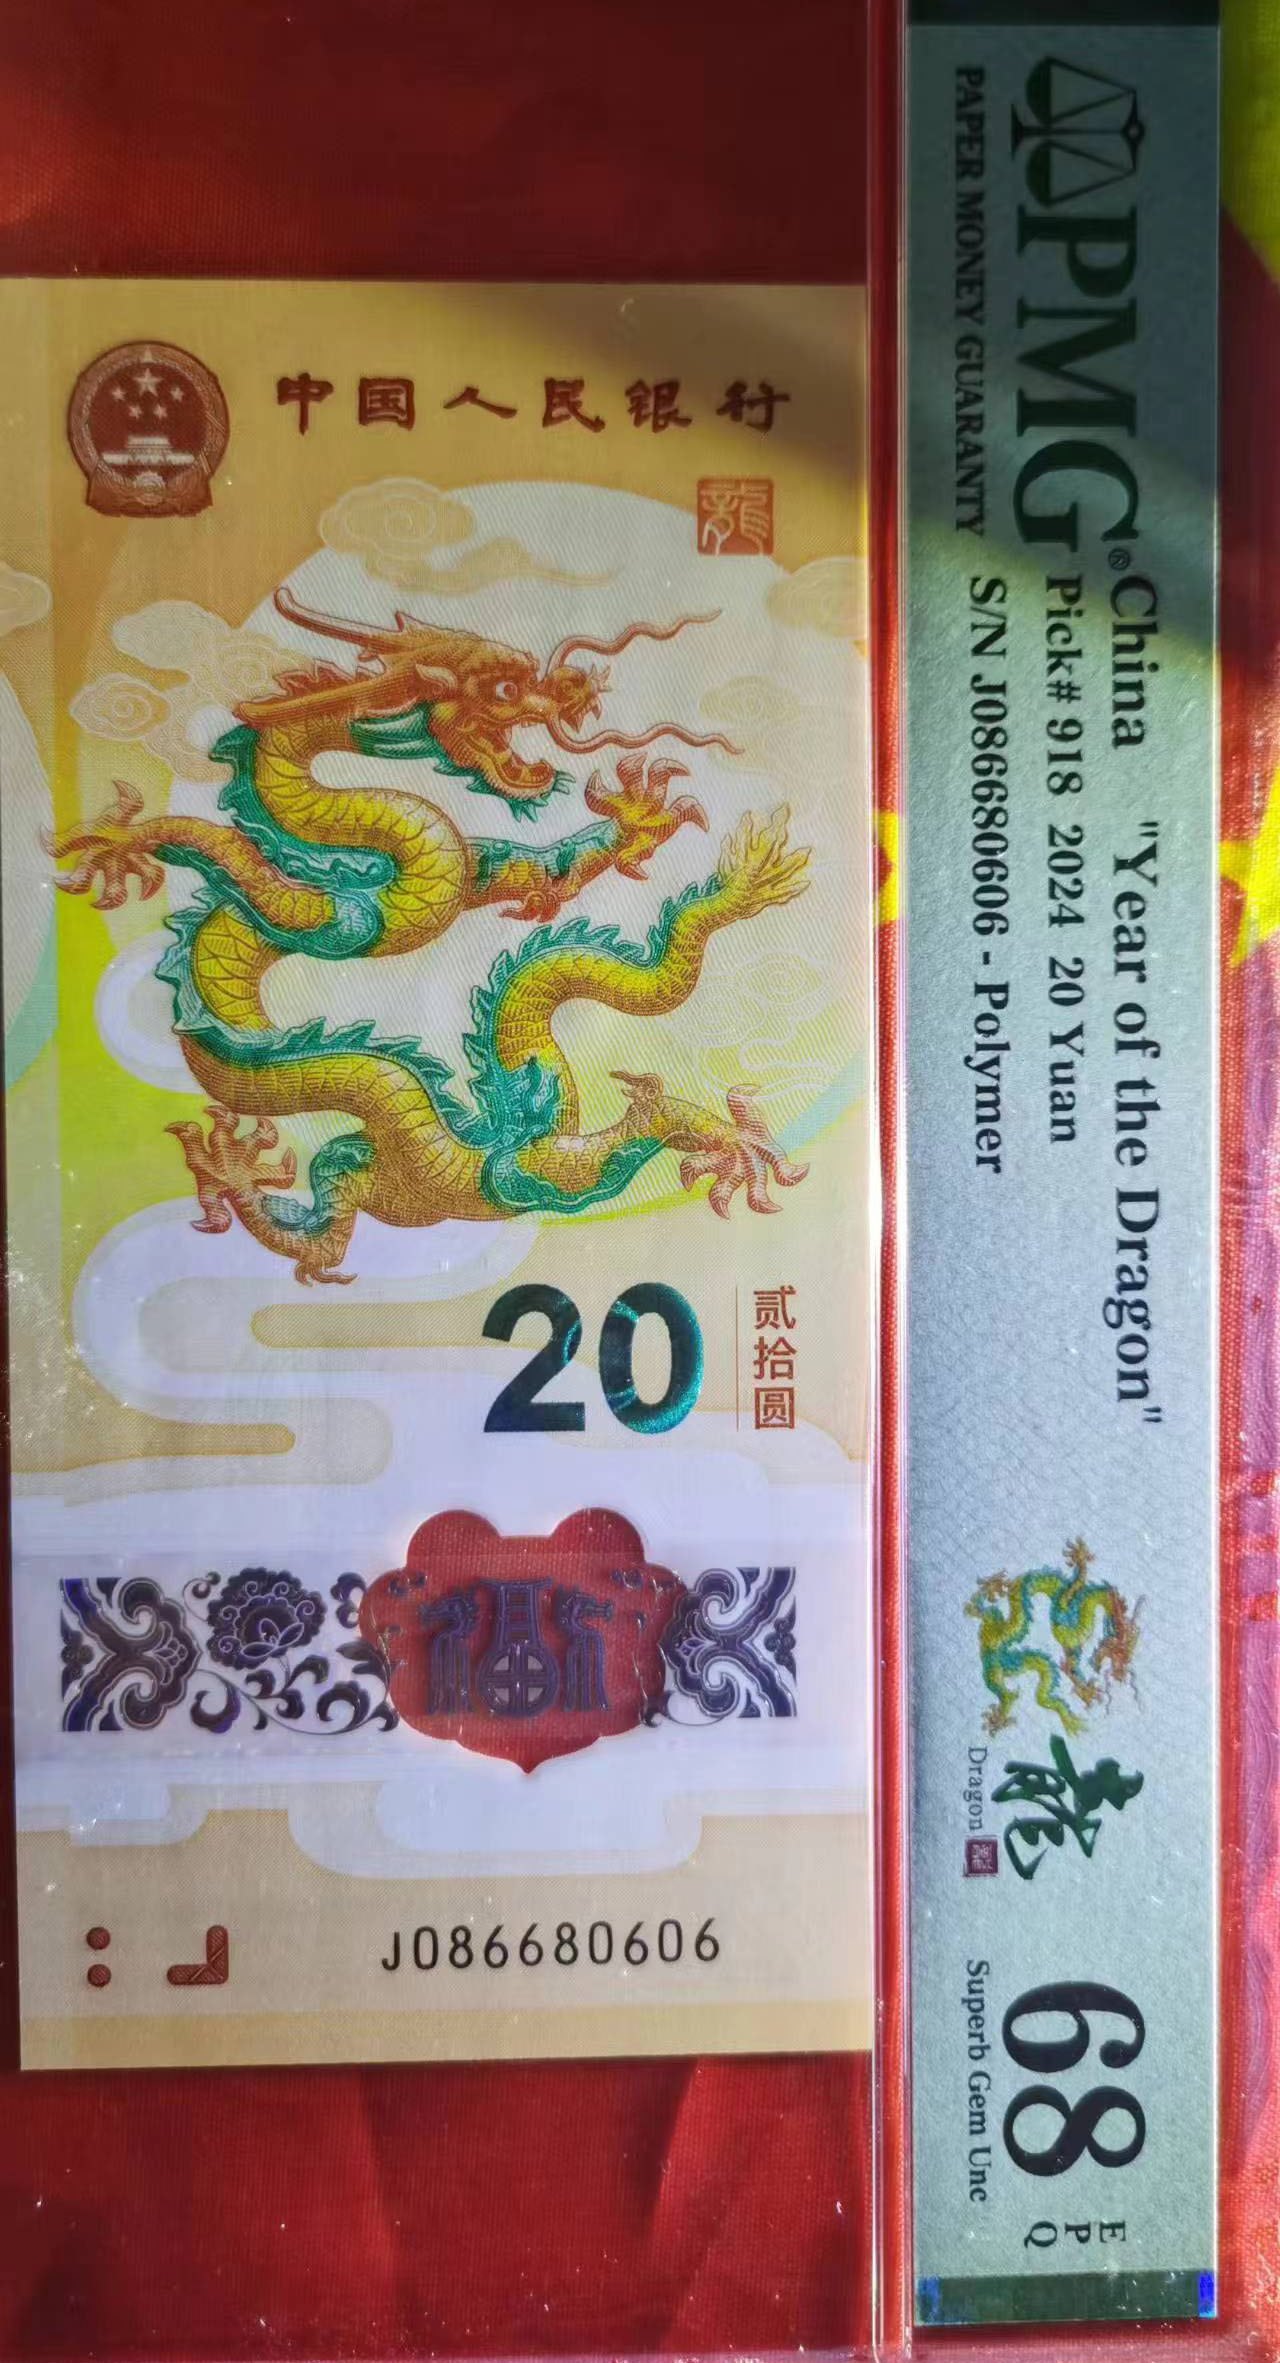 中国人民银行
龍
20
贰拾圆
福
J086680606
PMG®
PAPER MONEY GUARANTY
China "Year of the Dragon"
Pick# 918 2024 20 Yuan
S/N J086680606 - Polymer
龍
Dragon
68
EPQ
Superb Gem Unc